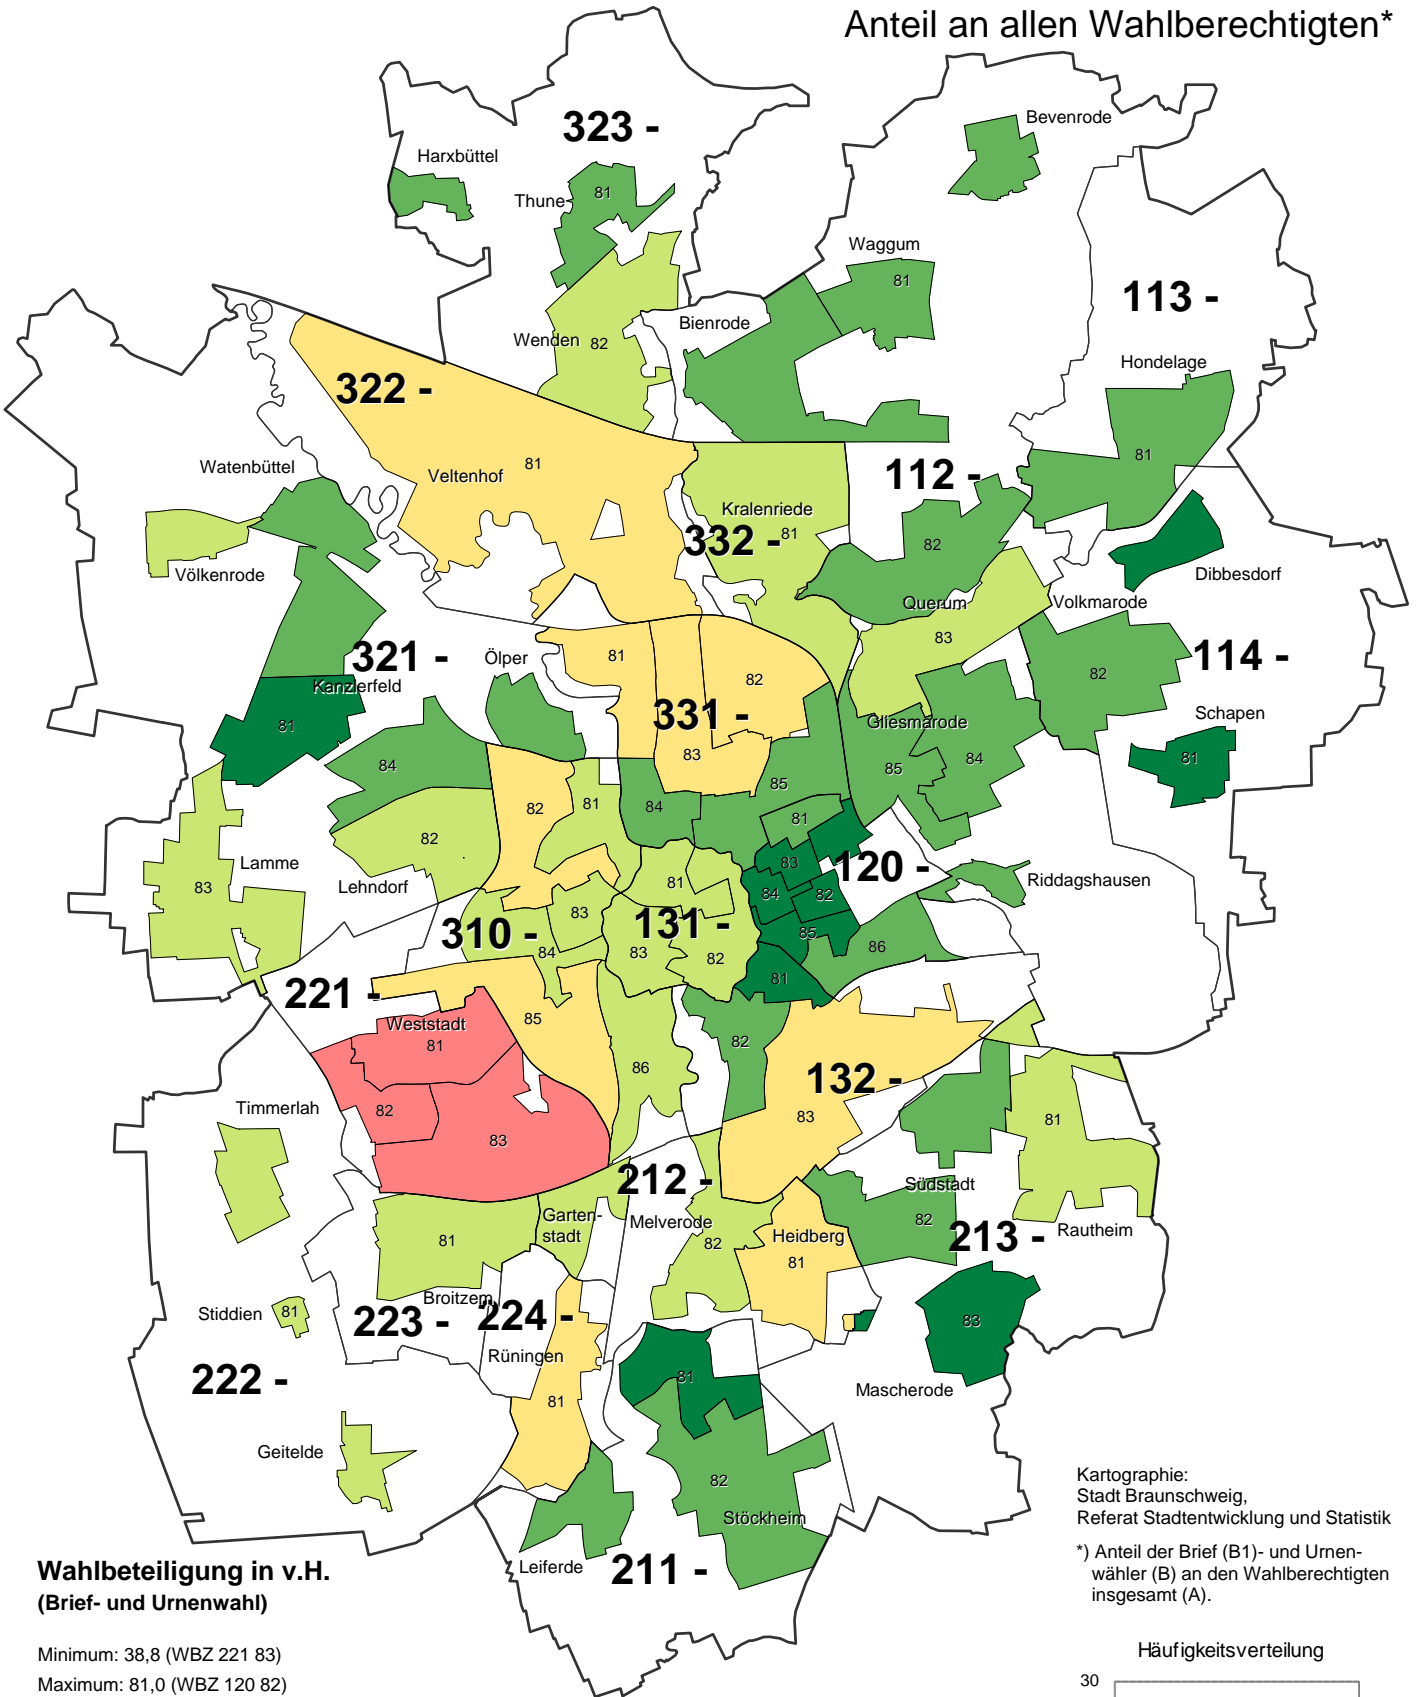 Anteil an allen Wahlberechtigten*
323 -
Bevenrode
Harxbüttel
Thune
81
Waggum
81
113 -
Bienrode
Wenden
82
Hondelage
322 -
81
Watenbüttel
Veltenhof
81
112 -
Kralenriede
332 -
81
82
Völkenrode
Dibbesdorf
Querum
Volkmarode
83
321 -
Ölper
81
114 -
82
82
Kanzlerfeld
331 -
Gliesmarode
Schapen
81
83
81
84
85
84
85
82
81
84
81
82
83
120 -
Lamme
83
Lehndorf
81
84
82
Riddagshausen
310 -
83
131 -
84
83
82
85
86
221 -
81
Weststadt
81
85
82
86
132 -
Timmerlah
82
83
81
83
212 -
Südstadt
Garten-
stadt
Melverode
82
81
82
Heidberg
81
213 -
Rautheim
Stiddien
81
Broitzem
223 -
224 -
83
Rüningen
222 -
81
81
Mascherode
Geitelde
82
Stöckheim
Kartographie:
Stadt Braunschweig,
Referat Stadtentwicklung und Statistik
*) Anteil der Brief (B1)- und Urnen-
wähler (B) an den Wahlberechtigten
insgesamt (A).
Leiferde
211 -
Wahlbeteiligung in v.H.
(Brief- und Urnenwahl)
Minimum: 38,8 (WBZ 221 83)
Maximum: 81,0 (WBZ 120 82)
Häufigkeitsverteilung
30